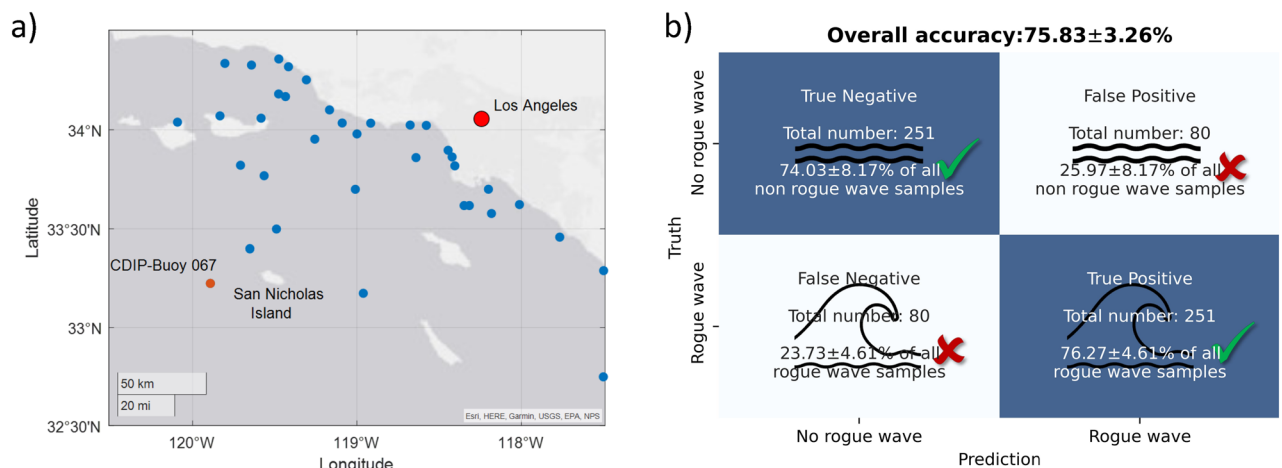 a)
Los Angeles
34°N
33°30'N
33°N
32°30'N
Latitude
CDIP-Buoy 067
San Nicholas
Island
50 km
20 mi
Esri, HERE, Garmin, USGS, EPA, NPS
120°W
119°W
118°W
Longitude
b)
Overall accuracy:75.83±3.26%
True Negative
Total number: 251
74.03±8.17% of all
non rogue wave samples
False Positive
Total number: 80
25.97±8.17% of all
non rogue wave samples
False Negative
Total number: 80
23.73±4.61% of all
rogue wave samples
True Positive
Total number: 251
76.27±4.61% of all
rogue wave samples
No rogue wave
Rogue wave
Truth
No rogue wave
Rogue wave
Prediction